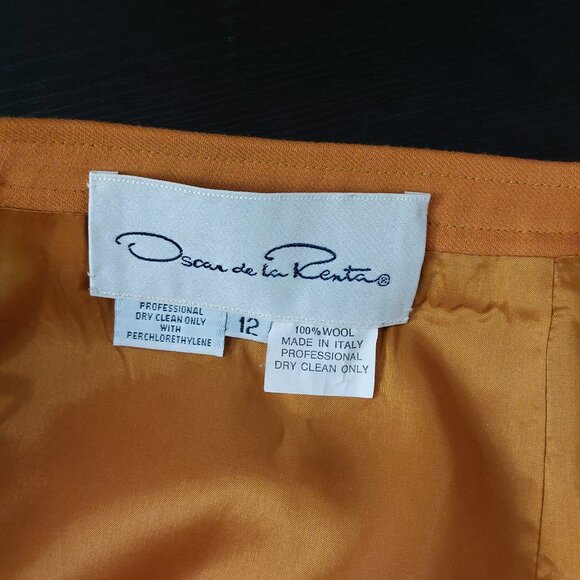 Oscar de la Renta®
PROFESSIONAL
DRY CLEAN ONLY
WITH
PERCHLORETHYLENE
12
100% WOOL
MADE IN ITALY
PROFESSIONAL
DRY CLEAN ONLY